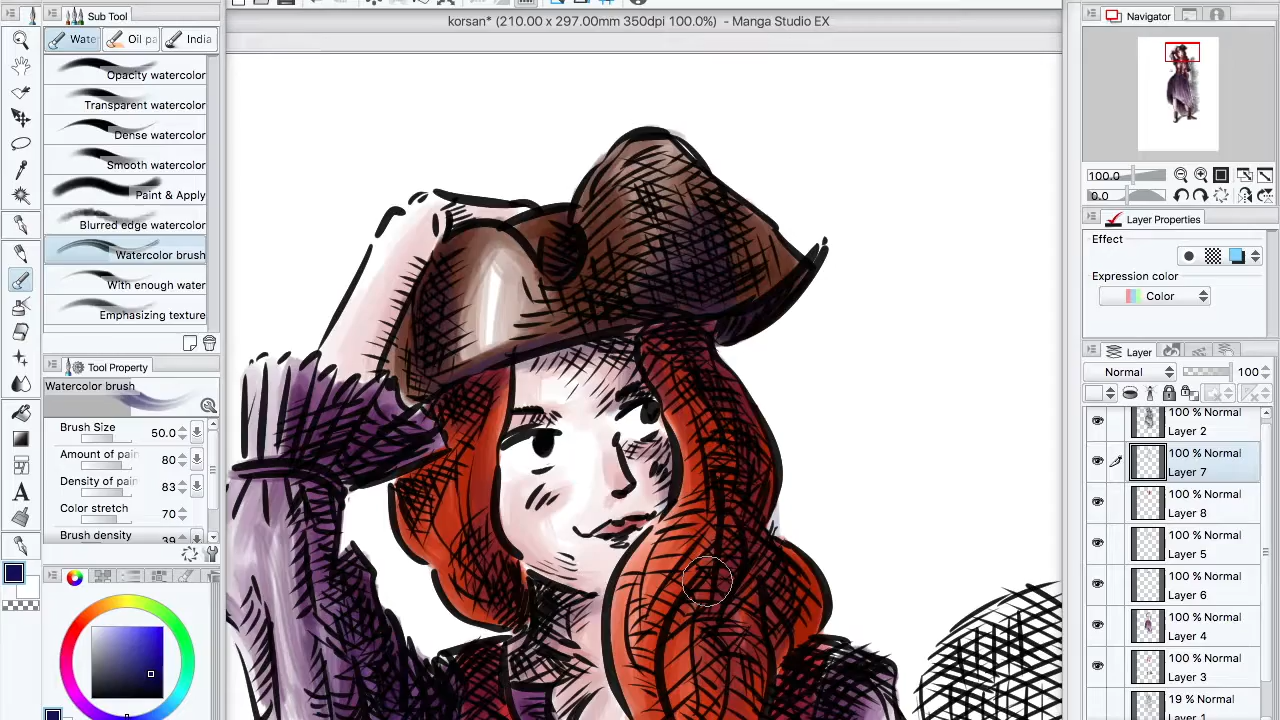 korsan* (210.00 x 297.00mm 350dpi 100.0%) - Manga Studio EX
Sub Tool
Wate
Oil pa
India
Opacity watercolor
Transparent watercolor
Dense watercolor
Smooth watercolor
Paint & Apply
Blurred edge watercolor
Watercolor brush
With enough water
Emphasizing texture
Tool Property
Watercolor brush
Brush Size 50.0
Amount of pain 80
Density of pain 83
Color stretch 70
Brush density 39
Navigator
100.0
0.0
Layer Properties
Effect
Expression color
Color
Layer
Normal 100
100 % Normal
Layer 2
100 % Normal
Layer 7
100 % Normal
Layer 8
100 % Normal
Layer 5
100 % Normal
Layer 6
100 % Normal
Layer 4
100 % Normal
Layer 3
19 % Normal
Layer 1